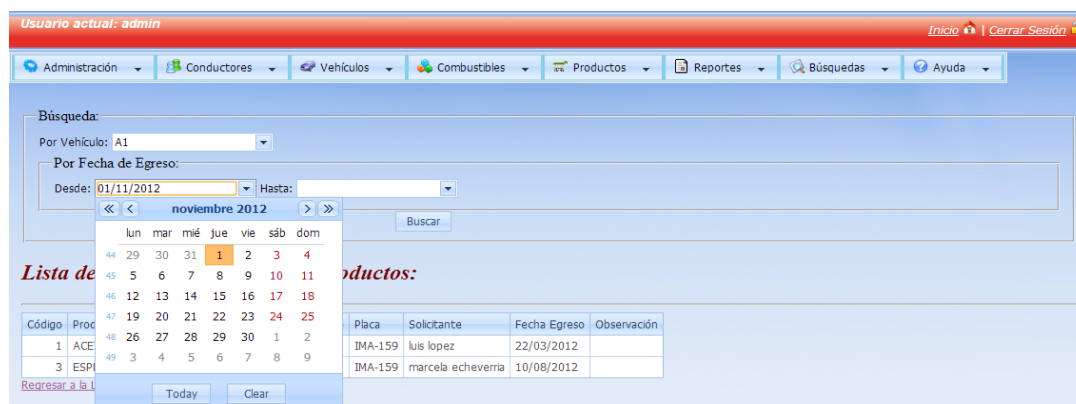 Usuario actual: admin
Inicio | Cerrar Sesión
Administración Conductores Vehículos Combustibles Productos Reportes Búsquedas Ayuda
Búsqueda:
Por Vehículo: A1
Por Fecha de Egreso:
Desde: 01/11/2012 Hasta:
noviembre 2012
lun mar mié jue vie sáb dom
44 29 30 31 1 2 3 4
45 5 6 7 8 9 10 11
46 12 13 14 15 16 17 18
47 19 20 21 22 23 24 25
48 26 27 28 29 30 1 2
49 3 4 5 6 7 8 9
Today Clear
Buscar
Lista de
Código Placa Solicitante Fecha Egreso Observación
1 IMA-159 luis lopez 22/03/2012
3 IMA-159 marcela echeverria 10/08/2012
Regresar a la